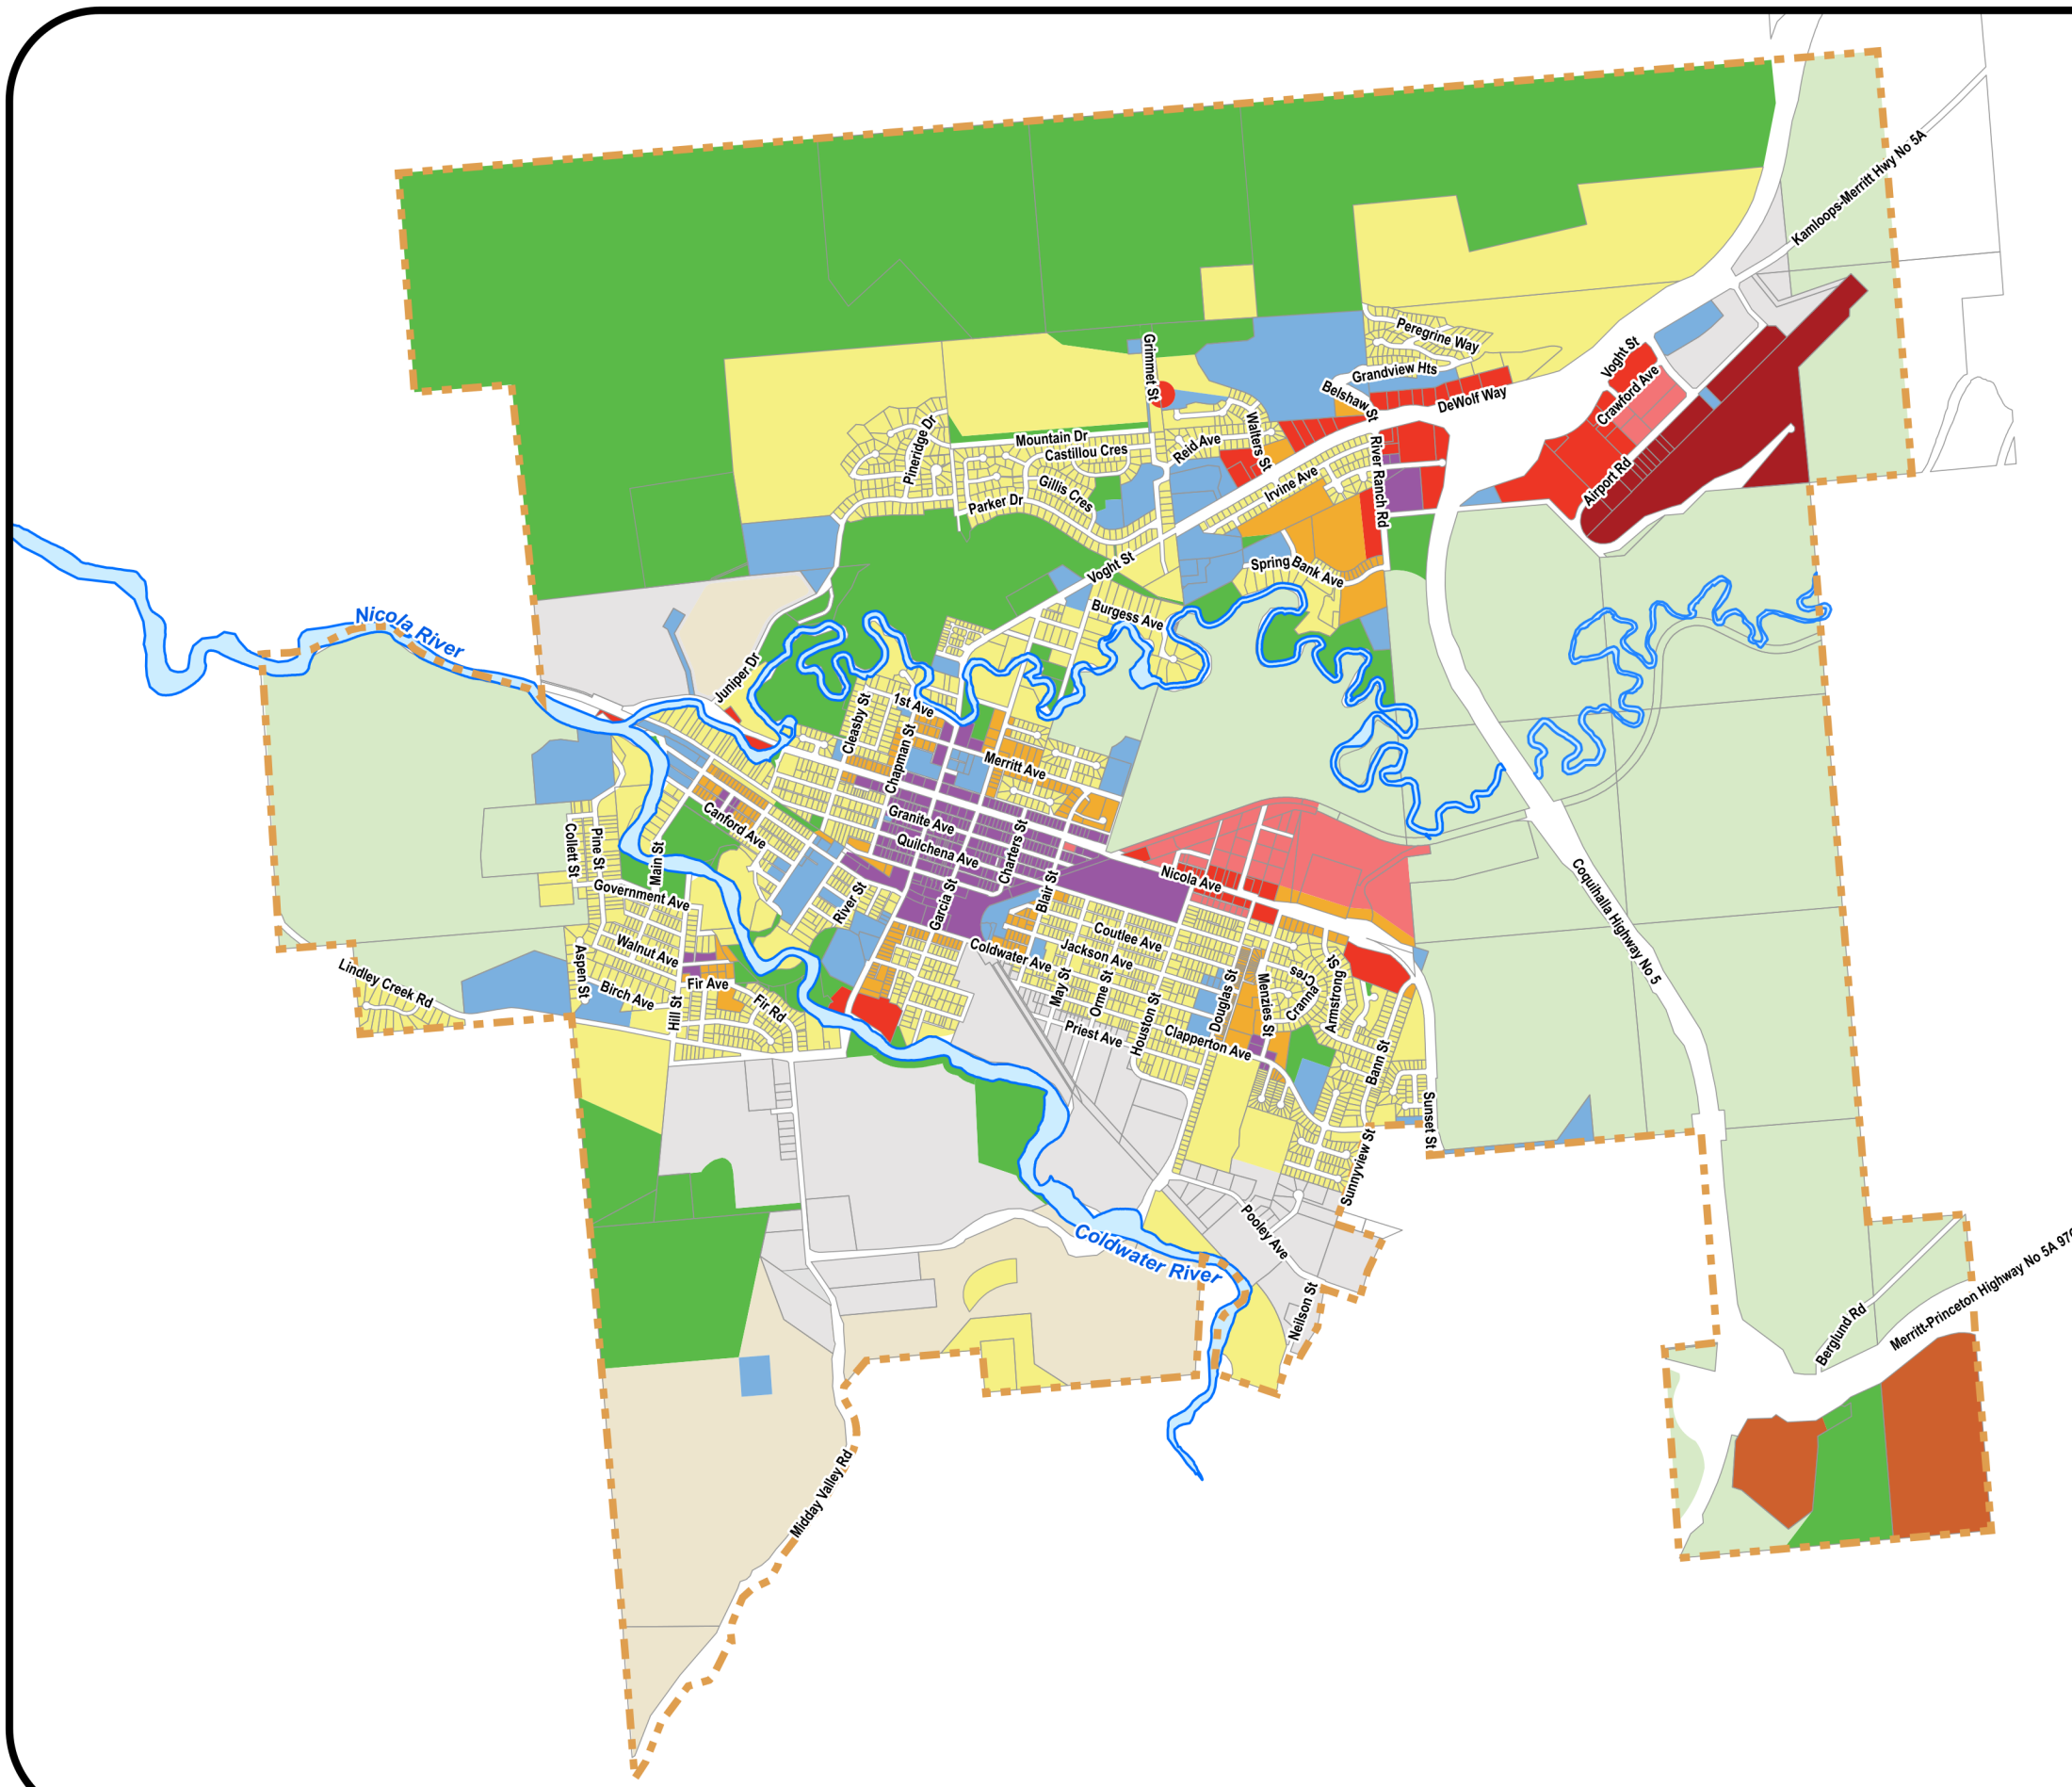 Kamloops-Merritt Hwy No 5A
Peregrine Way
Grimmet St
Voght St
Grandview Hts
Belshaw St
DeWolf Way
Crawford Ave
Pineridge Dr
Mountain Dr
Reid Ave
Walters St
Castillou Cres
River Ranch Rd
Gillis Cres
Irvine Ave
Airport Rd
Parker Dr
Voght St
Spring Bank Ave
Nicola River
Burgess Ave
Juniper Dr
1st Ave
Cleasby St
Chapman St
Merritt Ave
Canford Ave
Granite Ave
Collett St
Pine St
Main St
Quilchena Ave
Charters St
Nicola Ave
Coquihalla Highway No 5
Government Ave
River St
Garcia St
Blair St
Coutlee Ave
Walnut Ave
Coldwater Ave
Jackson Ave
Lindley Creek Rd
Aspen St
Birch Ave
Fir Ave
Fir Rd
Hill St
May St
Orme St
Houston St
Douglas St
Menzies St
Cranna Cres
Armstrong St
Priest Ave
Clapperton Ave
Bann St
Sunset St
Sunnyview St
Pooley Ave
Coldwater River
Neilson St
Berglund Rd
Merritt-Princeton Highway No 5A 97C
Midday Valley Rd